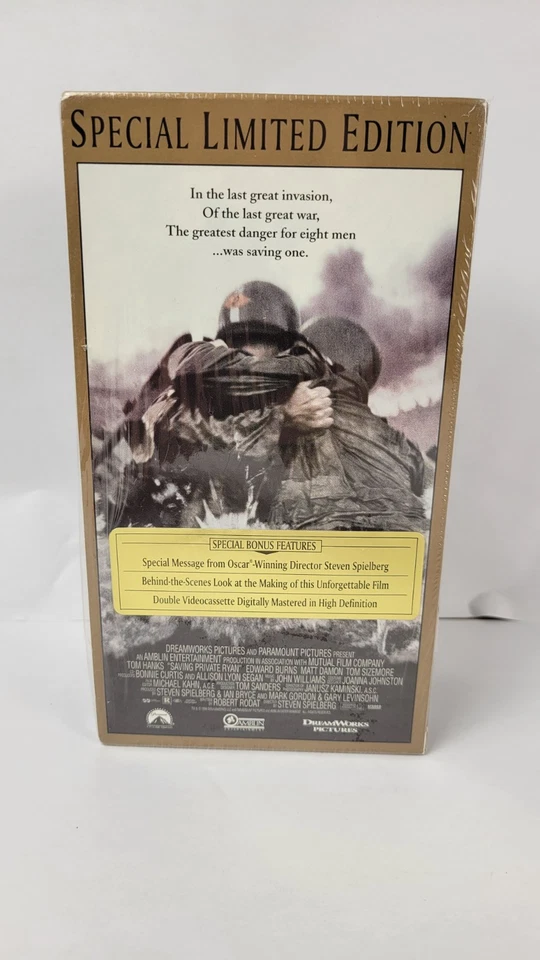 SPECIAL LIMITED EDITION
In the last great invasion,
Of the last great war,
The greatest danger for eight men
...was saving one.
SPECIAL BONUS FEATURES
Special Message from Oscar®-Winning Director Steven Spielberg
Behind-the-Scenes Look at the Making of this Unforgettable Film
Double Videocassette Digitally Mastered in High Definition
DREAMWORKS PICTURES AND PARAMOUNT PICTURES PRESENT
AN AMBLIN ENTERTAINMENT PRODUCTION IN ASSOCIATION WITH MUTUAL FILM COMPANY
TOM HANKS "SAVING PRIVATE RYAN" EDWARD BURNS MATT DAMON TOM SIZEMORE
BONNIE CURTIS AND ALLISON LYON SEGAN JOHN WILLIAMS JOANNA JOHNSTON
MICHAEL KAHN, A.C.E. TOM SANDERS JANUSZ KAMINSKI, A.S.C.
STEVEN SPIELBERG & IAN BRYCE AND MARK GORDON & GARY LEVINSOHN
ROBERT RODAT STEVEN SPIELBERG
R
AMBLIN
DREAMWORKS
PICTURES